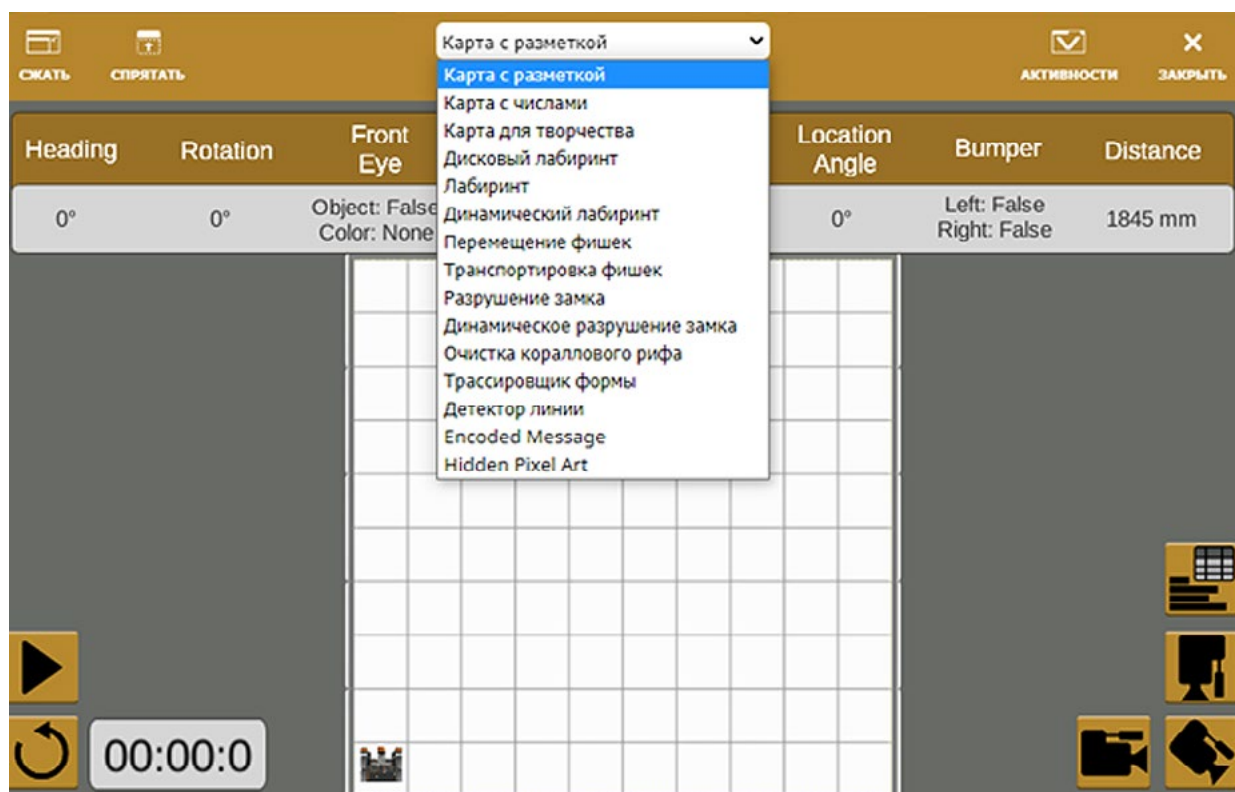 Карта с разметкой
СЖАТЬ СПРЯТАТЬ АКТИВНОСТИ ЗАКРЫТЬ
Карта с разметкой
Карта с числами
Карта для творчества
Дисковый лабиринт
Лабиринт
Динамический лабиринт
Перемещение фишек
Транспортировка фишек
Разрушение замка
Динамическое разрушение замка
Очистка кораллового рифа
Трассировщик формы
Детектор линии
Encoded Message
Hidden Pixel Art
Heading Rotation Front Eye Location Angle Bumper Distance
0° 0° Object: False Color: None 0° Left: False Right: False 1845 mm
00:00:0